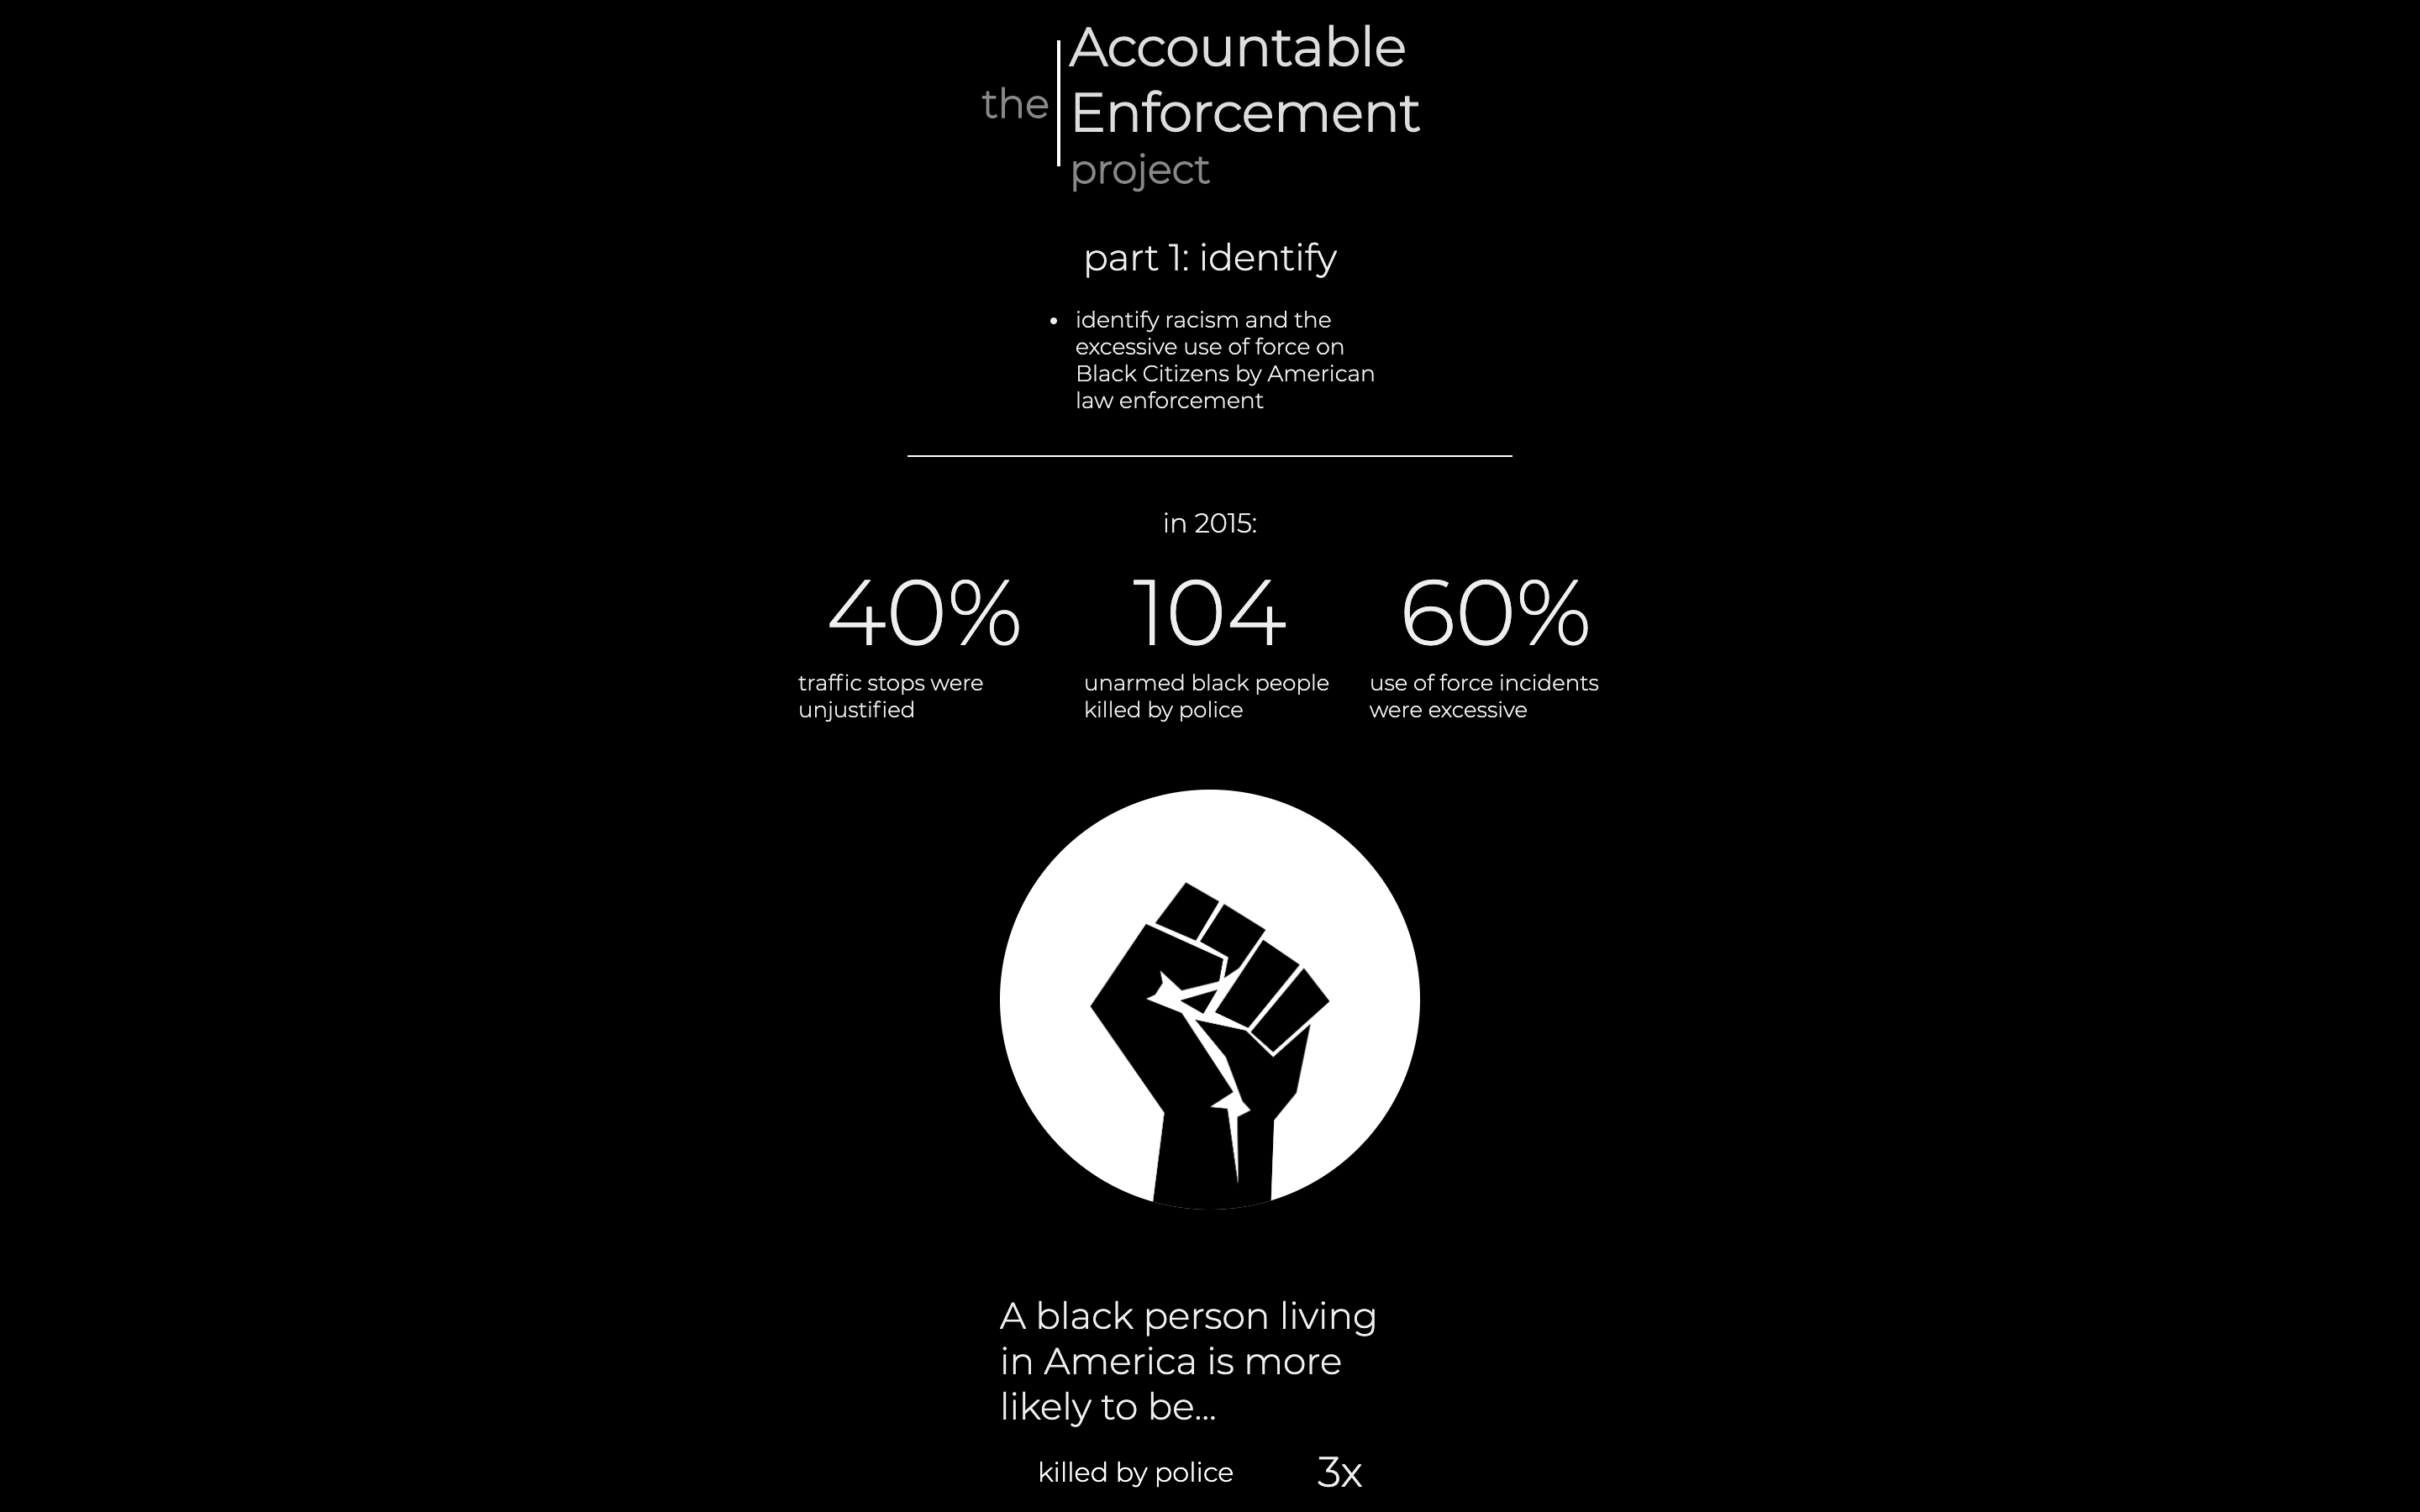 Accountable
the
Enforcement
project
part 1: identify
• identify racism and the
excessive use of force on
Black Citizens by American
law enforcement
in 2015:
40%
104
60%
traffic stops were
unjustified
unarmed black people
killed by police
use of force incidents
were excessive
A black person living
in America is more
likely to be...
killed by police 3x